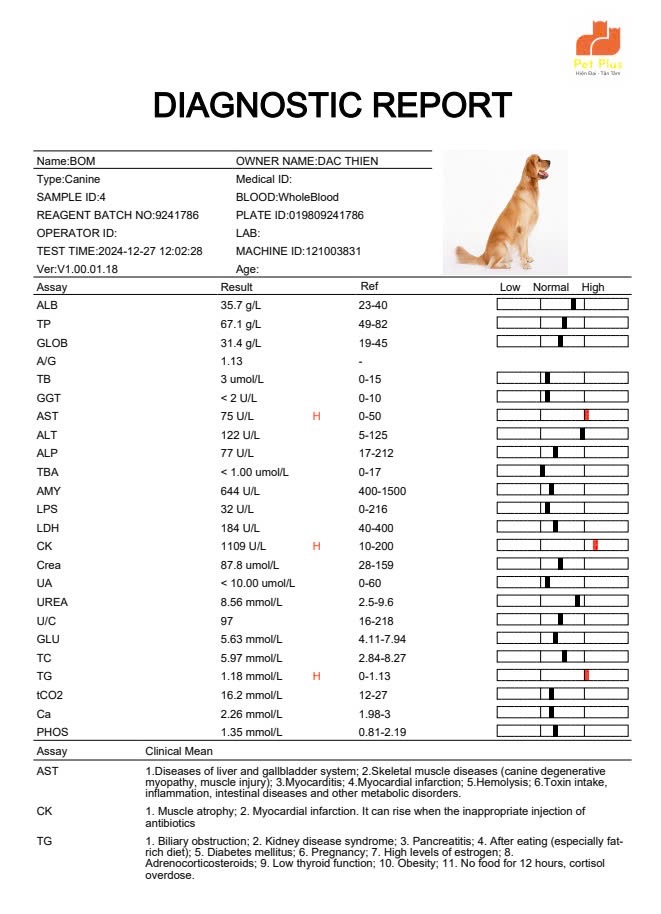 Pet Plus
Hiện Đại - Tận Tâm
DIAGNOSTIC REPORT
Name:BOM OWNER NAME:DAC THIEN
Type:Canine Medical ID:
SAMPLE ID:4 BLOOD:WholeBlood
REAGENT BATCH NO:9241786 PLATE ID:019809241786
OPERATOR ID: LAB:
TEST TIME:2024-12-27 12:02:28 MACHINE ID:121003831
Ver:V1.00.01.18 Age:
Assay Result Ref Low Normal High
ALB 35.7 g/L 23-40
TP 67.1 g/L 49-82
GLOB 31.4 g/L 19-45
A/G 1.13 -
TB 3 umol/L 0-15
GGT < 2 U/L 0-10
AST 75 U/L H 0-50
ALT 122 U/L 5-125
ALP 77 U/L 17-212
TBA < 1.00 umol/L 0-17
AMY 644 U/L 400-1500
LPS 32 U/L 0-216
LDH 184 U/L 40-400
CK 1109 U/L H 10-200
Crea 87.8 umol/L 28-159
UA < 10.00 umol/L 0-60
UREA 8.56 mmol/L 2.5-9.6
U/C 97 16-218
GLU 5.63 mmol/L 4.11-7.94
TC 5.97 mmol/L 2.84-8.27
TG 1.18 mmol/L H 0-1.13
tCO2 16.2 mmol/L 12-27
Ca 2.26 mmol/L 1.98-3
PHOS 1.35 mmol/L 0.81-2.19
Assay Clinical Mean
AST 1.Diseases of liver and gallbladder system; 2.Skeletal muscle diseases (canine degenerative
myopathy, muscle injury); 3.Myocarditis; 4.Myocardial infarction; 5.Hemolysis; 6.Toxin intake,
inflammation, intestinal diseases and other metabolic disorders.
CK 1. Muscle atrophy; 2. Myocardial infarction. It can rise when the inappropriate injection of
antibiotics
TG 1. Biliary obstruction; 2. Kidney disease syndrome; 3. Pancreatitis; 4. After eating (especially fat-
rich diet); 5. Diabetes mellitus; 6. Pregnancy; 7. High levels of estrogen; 8.
Adrenocorticosteroids; 9. Low thyroid function; 10. Obesity; 11. No food for 12 hours, cortisol
overdose.